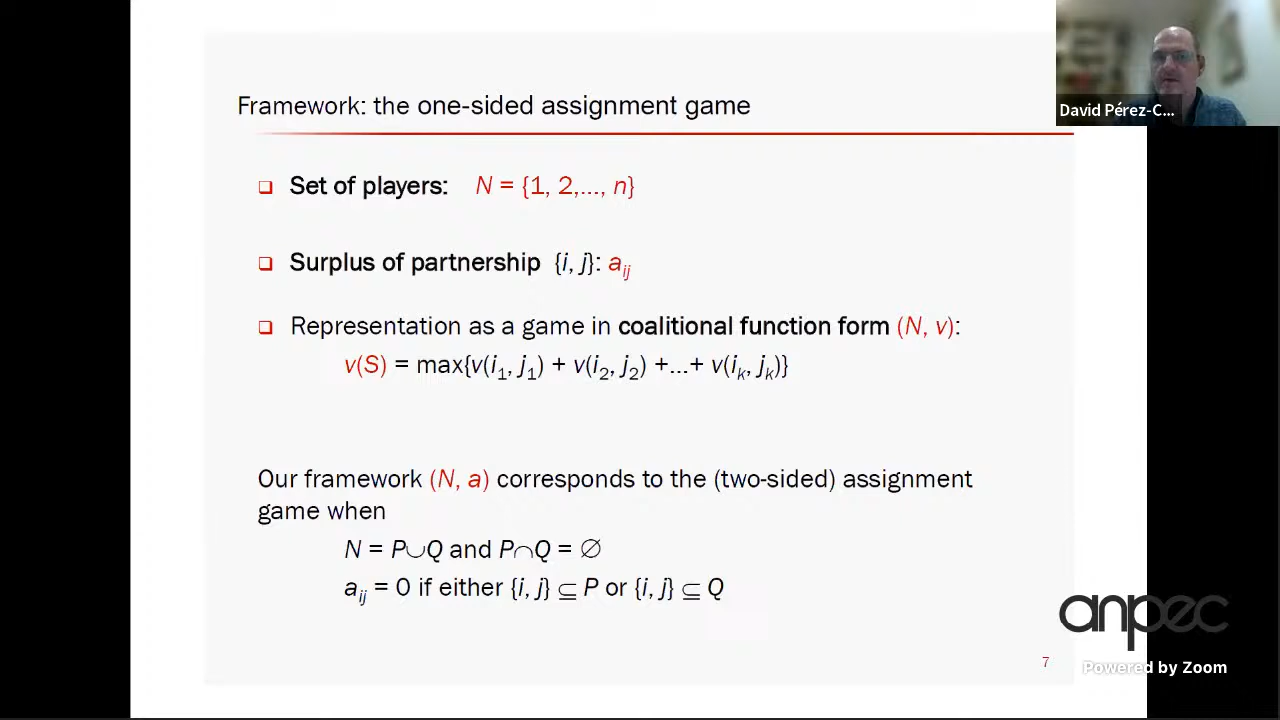 Framework: the one-sided assignment game
David Pérez-C...
❑ Set of players: N = {1, 2,..., n}
❑ Surplus of partnership {i, j}: aᵢⱼ
❑ Representation as a game in coalitional function form (N, v):
v(S) = max{v(i₁, j₁) + v(i₂, j₂) +...+ v(iₖ, jₖ)}
Our framework (N, a) corresponds to the (two-sided) assignment
game when
N = P∪Q and P∩Q = ∅
aᵢⱼ = 0 if either {i, j} ⊆ P or {i, j} ⊆ Q
anpec
7
Powered by Zoom